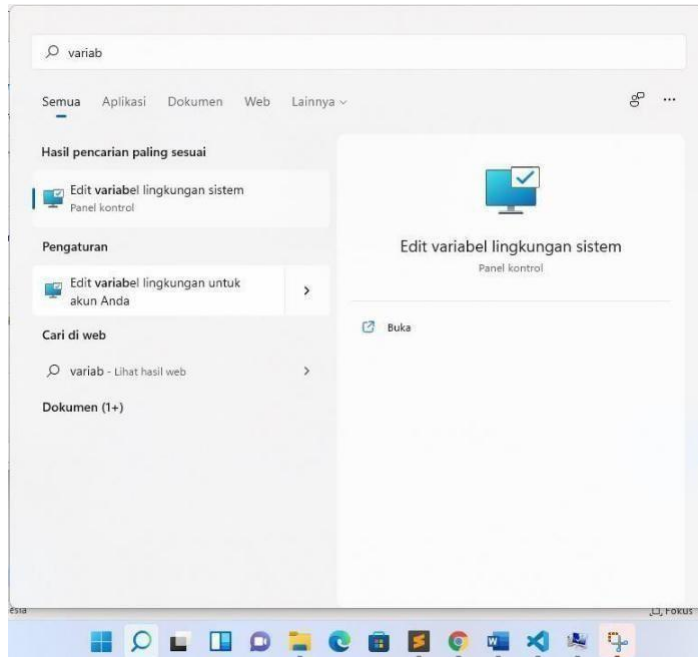 variab
Semua Aplikasi Dokumen Web Lainnya
Hasil pencarian paling sesuai
Edit variabel lingkungan sistem
Panel kontrol
Pengaturan
Edit variabel lingkungan untuk
akun Anda
Cari di web
variab - Lihat hasil web
Dokumen (1+)
Edit variabel lingkungan sistem
Panel kontrol
Buka
esia
Fokus